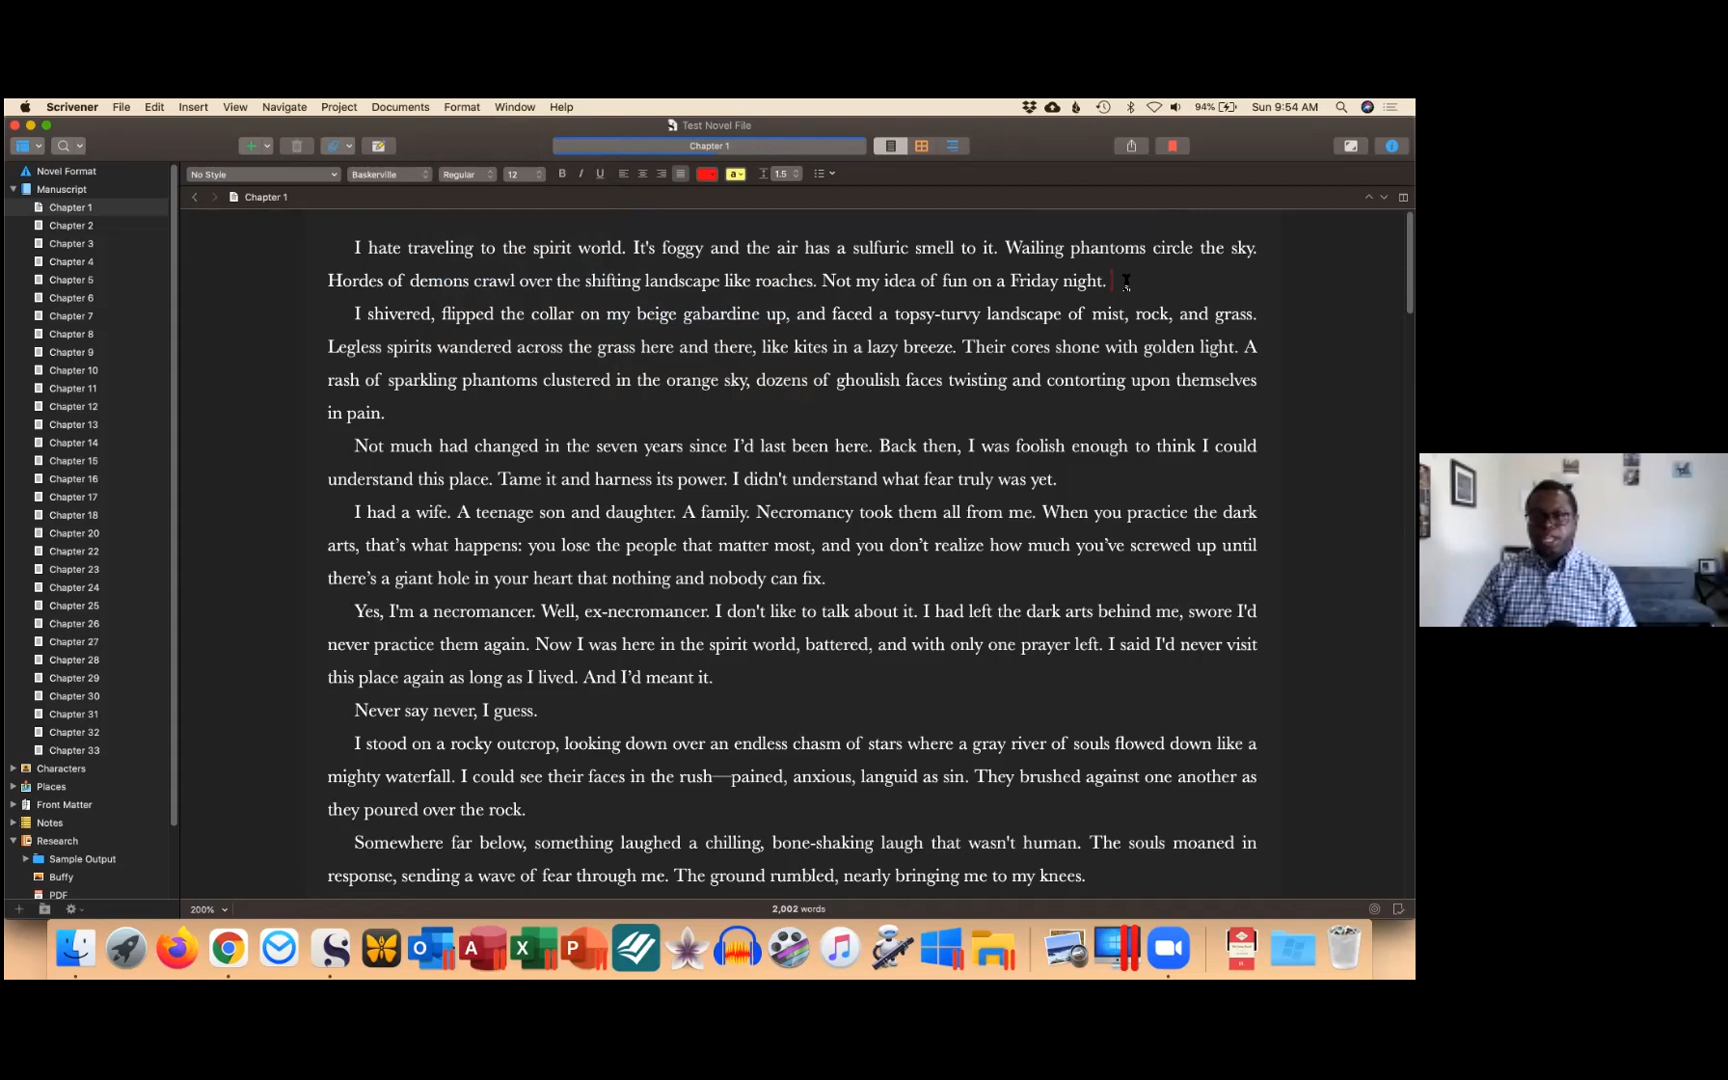 Scrivener File Edit Insert View Navigate Project Documents Format Window Help 94% Sun 9:54 AM
Test Novel File
Chapter 1
No Style Baskerville Regular 12 B I U a 1.5
Chapter 1
Novel Format
Manuscript
Chapter 1
Chapter 2
Chapter 3
Chapter 4
Chapter 5
Chapter 6
Chapter 7
Chapter 8
Chapter 9
Chapter 10
Chapter 11
Chapter 12
Chapter 13
Chapter 14
Chapter 15
Chapter 16
Chapter 17
Chapter 18
Chapter 20
Chapter 22
Chapter 23
Chapter 24
Chapter 25
Chapter 26
Chapter 27
Chapter 28
Chapter 29
Chapter 30
Chapter 31
Chapter 32
Chapter 33
Characters
Places
Front Matter
Notes
Research
Sample Output
Buffy
PDF
I hate traveling to the spirit world. It's foggy and the air has a sulfuric smell to it. Wailing phantoms circle the sky.
Hordes of demons crawl over the shifting landscape like roaches. Not my idea of fun on a Friday night.
I shivered, flipped the collar on my beige gabardine up, and faced a topsy-turvy landscape of mist, rock, and grass.
Legless spirits wandered across the grass here and there, like kites in a lazy breeze. Their cores shone with golden light. A
rash of sparkling phantoms clustered in the orange sky, dozens of ghoulish faces twisting and contorting upon themselves
in pain.
Not much had changed in the seven years since I’d last been here. Back then, I was foolish enough to think I could
understand this place. Tame it and harness its power. I didn't understand what fear truly was yet.
I had a wife. A teenage son and daughter. A family. Necromancy took them all from me. When you practice the dark
arts, that’s what happens: you lose the people that matter most, and you don’t realize how much you’ve screwed up until
there’s a giant hole in your heart that nothing and nobody can fix.
Yes, I'm a necromancer. Well, ex-necromancer. I don't like to talk about it. I had left the dark arts behind me, swore I'd
never practice them again. Now I was here in the spirit world, battered, and with only one prayer left. I said I'd never visit
this place again as long as I lived. And I’d meant it.
Never say never, I guess.
I stood on a rocky outcrop, looking down over an endless chasm of stars where a gray river of souls flowed down like a
mighty waterfall. I could see their faces in the rush—pained, anxious, languid as sin. They brushed against one another as
they poured over the rock.
Somewhere far below, something laughed a chilling, bone-shaking laugh that wasn't human. The souls moaned in
response, sending a wave of fear through me. The ground rumbled, nearly bringing me to my knees.
200% 2,002 words